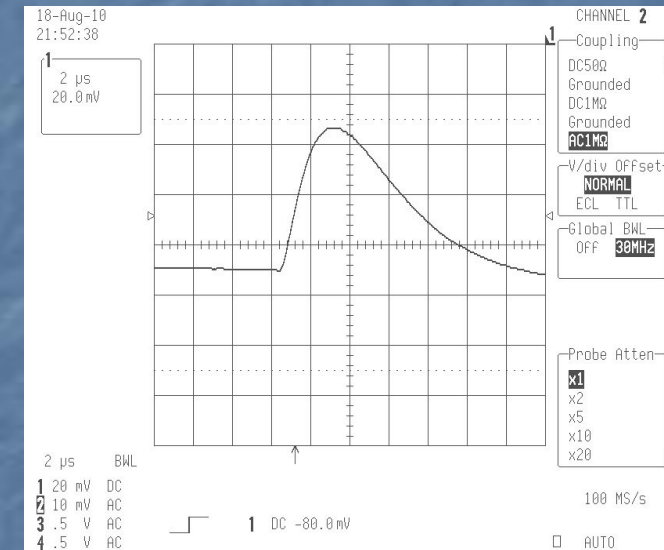 18-Aug-10
21:52:38
1
2 µs
20.0 mV
1
CHANNEL 2
Coupling
DC50Ω
Grounded
DC1MΩ
Grounded
AC1MΩ
V/div Offset
NORMAL
ECL TTL
Global BWL
Off 30MHz
Probe Atten
x1
x2
x5
x10
x20
2 µs BWL
1 20 mV DC
2 10 mV AC
3 .5 V AC
4 .5 V AC
1 DC -80.0mV
100 MS/s
AUTO